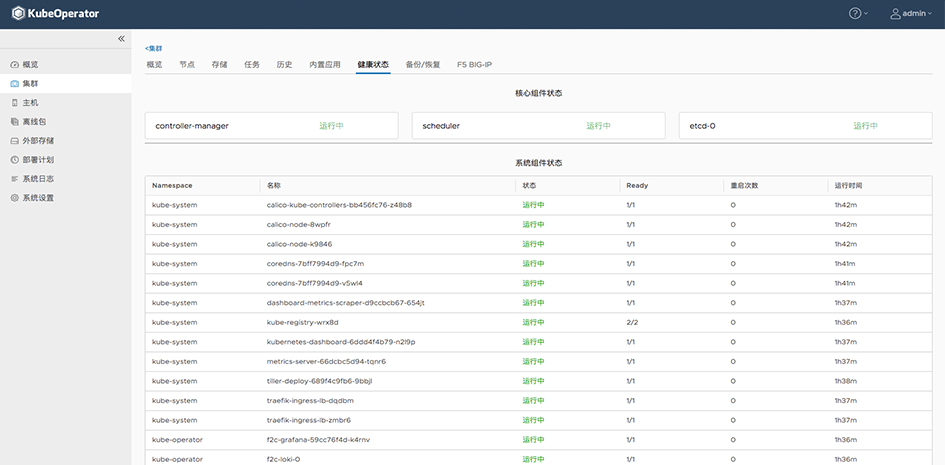 KubeOperator
admin
概览
集群
主机
离线包
外部存储
部署计划
系统日志
系统设置
<集群
概览 节点 存储 任务 历史 内置应用 健康状态 备份/恢复 F5 BIG-IP
核心组件状态
controller-manager 运行中 scheduler 运行中 etcd-0 运行中
系统组件状态
Namespace 名称 状态 Ready 重启次数 运行时间
kube-system calico-kube-controllers-bb456fc76-z48b8 运行中 1/1 0 1h42m
kube-system calico-node-8wpfr 运行中 1/1 0 1h42m
kube-system calico-node-k9846 运行中 1/1 0 1h42m
kube-system coredns-7bff7994d9-fpc7m 运行中 1/1 0 1h41m
kube-system coredns-7bff7994d9-v5wl4 运行中 1/1 0 1h41m
kube-system dashboard-metrics-scraper-d9ccbcb67-654jt 运行中 1/1 0 1h37m
kube-system kube-registry-wrx8d 运行中 2/2 0 1h36m
kube-system kubernetes-dashboard-6ddd4f4b79-n2l9p 运行中 1/1 0 1h37m
kube-system metrics-server-66dcbc5d94-tqnr6 运行中 1/1 0 1h37m
kube-system tiller-deploy-689f4c9fb6-9bbjl 运行中 1/1 0 1h38m
kube-system traefik-ingress-lb-dqdbm 运行中 1/1 0 1h37m
kube-system traefik-ingress-lb-zmbr6 运行中 1/1 0 1h37m
kube-operator f2c-grafana-59cc76f4d-k4rnv 运行中 1/1 0 1h36m
kube-operator f2c-loki-0 运行中 1/1 0 1h36m